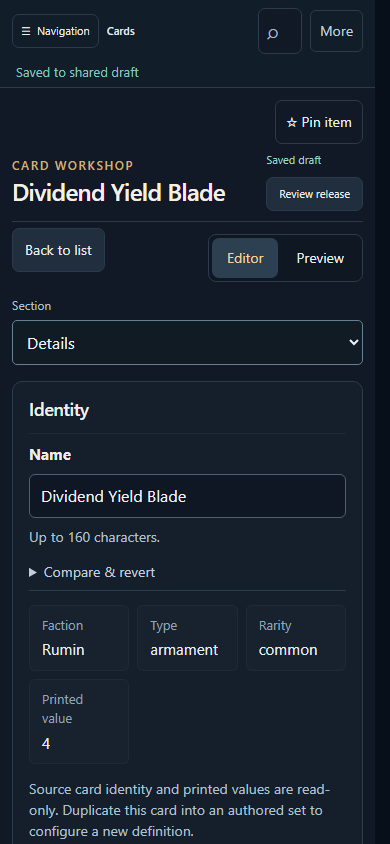 ☰ Navigation Cards ⌕ More
Saved to shared draft
☆ Pin item
CARD WORKSHOP
Saved draft
Dividend Yield Blade
Review release
Back to list
Editor Preview
Section
Details
Identity
Name
Dividend Yield Blade
Up to 160 characters.
▶ Compare & revert
Faction
Rumin
Type
armament
Rarity
common
Printed
value
4
Source card identity and printed values are read-
only. Duplicate this card into an authored set to
configure a new definition.